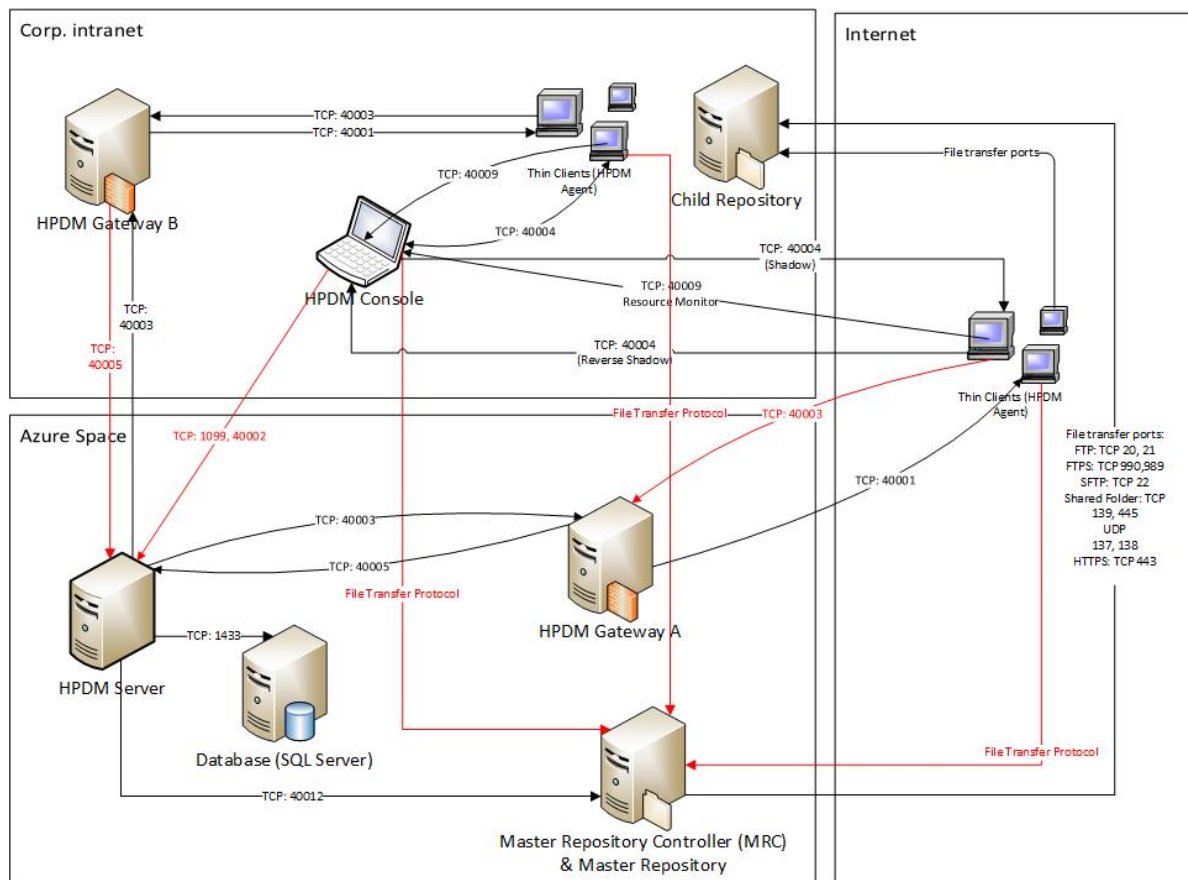 Corp. intranet
Internet
TCP: 40003
TCP: 40001
HPDM Gateway B
TCP: 40009
Thin Clients (HPDM
Agent)
TCP: 40004
Child Repository
File transfer ports
HPDM Console
TCP: 40004
(Shadow)
TCP: 40009
Resource Monitor
TCP:
40003
TCP:
40005
TCP: 40004
(Reverse Shadow)
Thin Clients (HPDM
Agent)
TCP: 40003
File Transfer Protocol
Azure Space
TCP: 1099, 40002
File transfer ports:
FTP: TCP 20, 21
FTPS: TCP 990,989
SFTP: TCP 22
Shared Folder: TCP
139, 445
UDP
137, 138
HTTPS: TCP 443
TCP: 40001
TCP: 40003
TCP: 40005
File Transfer Protocol
HPDM Gateway A
TCP: 1433
HPDM Server
Database (SQL Server)
File Transfer Protocol
TCP: 40012
Master Repository Controller (MRC)
& Master Repository